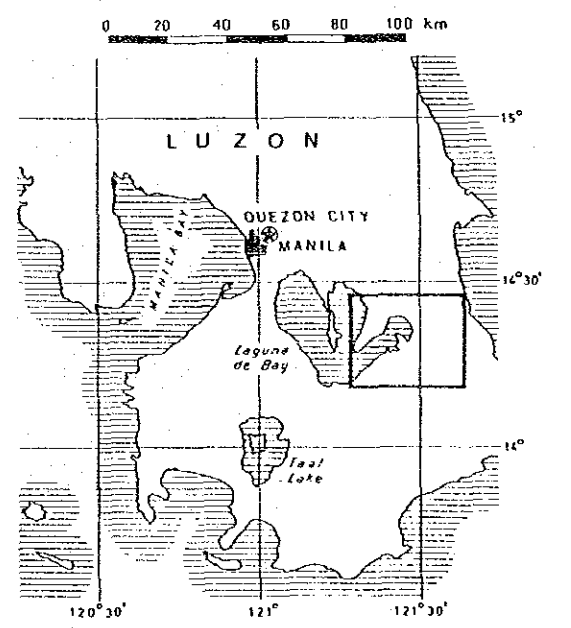 0 20 40 60 80 100 km
15°
LUZON
QUEZON CITY
MANILA
MANILA BAY
14°30'
Laguna
de Bay
14°
Taal
Lake
120°30'
121°
121°30'